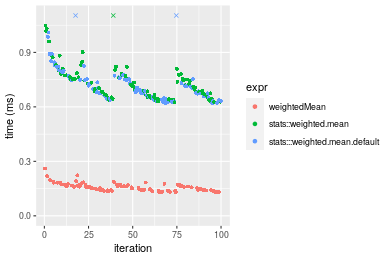 0.9
0.6
0.3
0.0
time (ms)
0
25
50
75
100
iteration
expr
weightedMean
stats::weighted.mean
stats:::weighted.mean.default